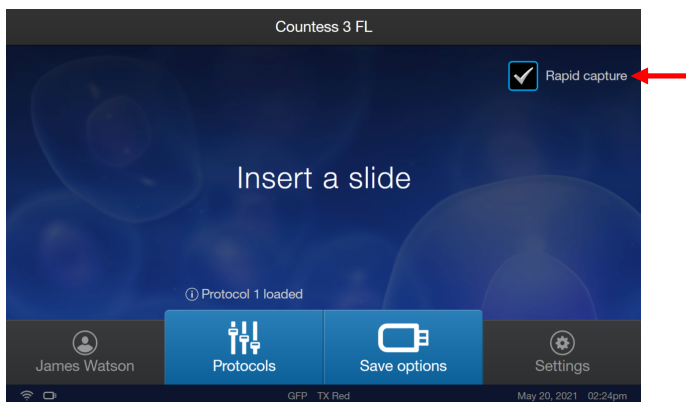 Countess 3 FL
Rapid capture
Insert a slide
Protocol 1 loaded
James Watson
Protocols
Save options
Settings
GFP TX Red
May 20, 2021 02:24pm